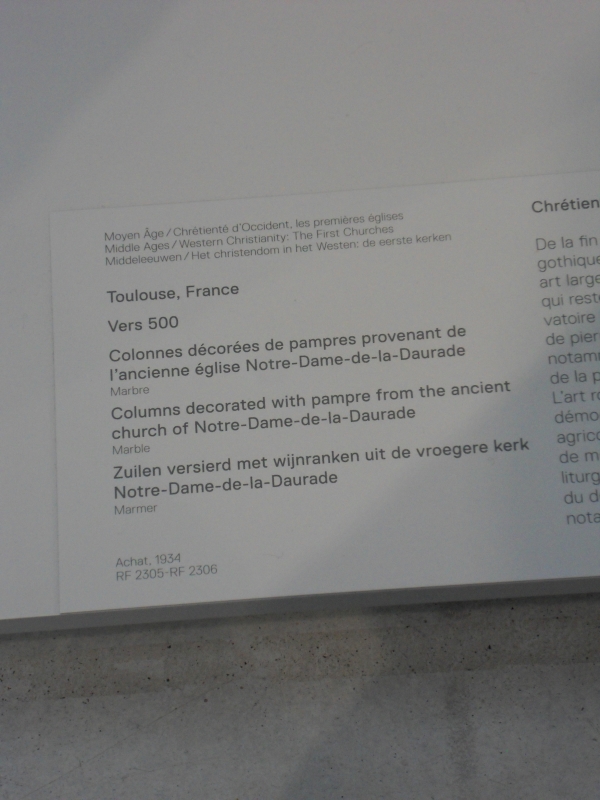 Moyen Âge / Chrétienté d'Occident, les premières églises
Middle Ages / Western Christianity: The First Churches
Middeleeuwen / Het christendom in het Westen: de eerste kerken
Toulouse, France
Vers 500
Colonnes décorées de pampres provenant de
l'ancienne église Notre-Dame-de-la-Daurade
Marbre
Columns decorated with pampre from the ancient
church of Notre-Dame-de-la-Daurade
Marble
Zuilen versierd met wijnranken uit de vroegere kerk
Notre-Dame-de-la-Daurade
Marmer
Achat, 1934
RF 2305-RF 2306
Chrétien
De la fin
gothique
art large
qui rest
vatoire
de pier
notam
de la p
L'art r
démo
agric
de m
liturg
du d
nota